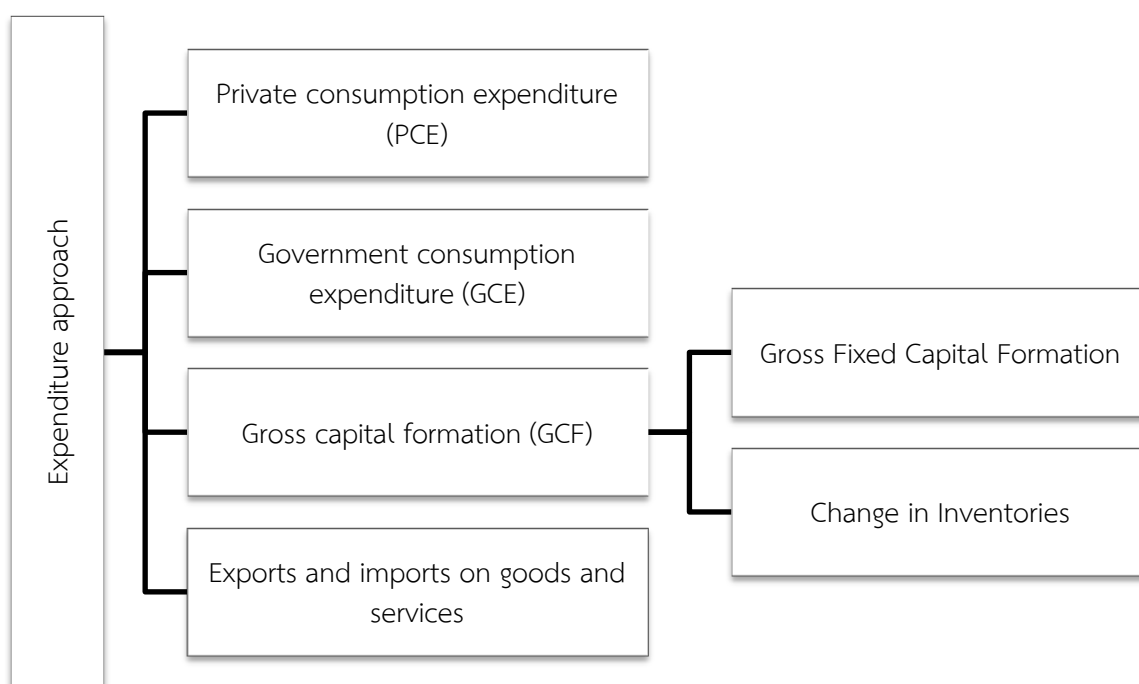 Expenditure approach
Private consumption expenditure
(PCE)
Government consumption
expenditure (GCE)
Gross capital formation (GCF)
Exports and imports on goods and
services
Gross Fixed Capital Formation
Change in Inventories